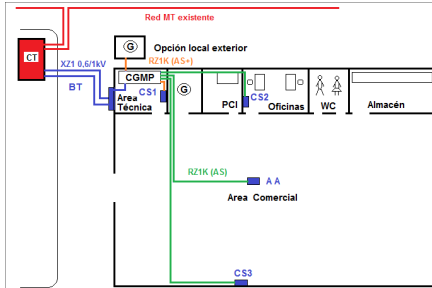 Red MT existente
CT
G
Opción local exterior
XZ1 0,6/1kV
RZ1K (AS+)
BT
CGMP
Area
Técnica
CS1
G
PCI
CS2
Oficinas
WC
Almacén
RZ1K (AS)
A A
Area Comercial
CS3